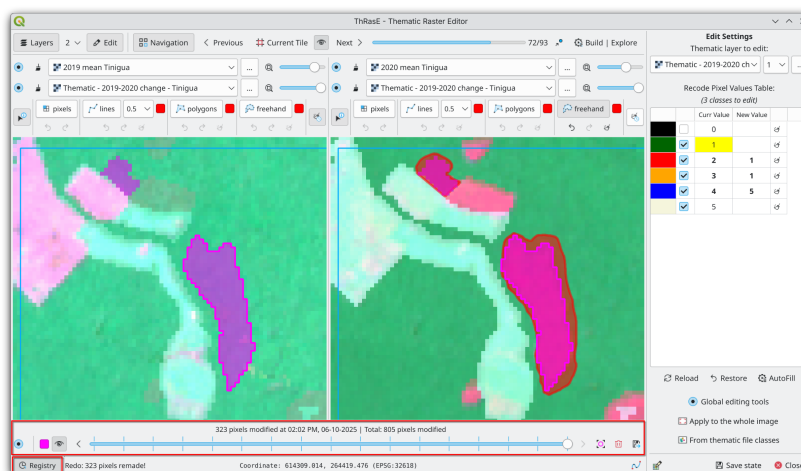 ThRasE - Thematic Raster Editor
Layers 2 Edit Navigation Previous Current Tile Next 72/93 Build | Explore
2019 mean Tinigua ...
Thematic - 2019-2020 change - Tinigua ...
pixels lines 0.5 polygons freehand
2020 mean Tinigua ...
Thematic - 2019-2020 change - Tinigua ...
pixels lines 0.5 polygons freehand
Edit Settings
Thematic layer to edit:
Thematic - 2019-2020 ch 1 ...
Recode Pixel Values Table:
(3 classes to edit)
Curr Value New Value
0
1
2 1
3 1
4 5
5
Reload Restore AutoFill
Global editing tools
Apply to the whole image
From thematic file classes
323 pixels modified at 02:02 PM, 06-10-2025 | Total: 805 pixels modified
Registry Redo: 323 pixels remade! Coordinate: 614309.014, 264419.476 (EPSG:32618) Save state Close